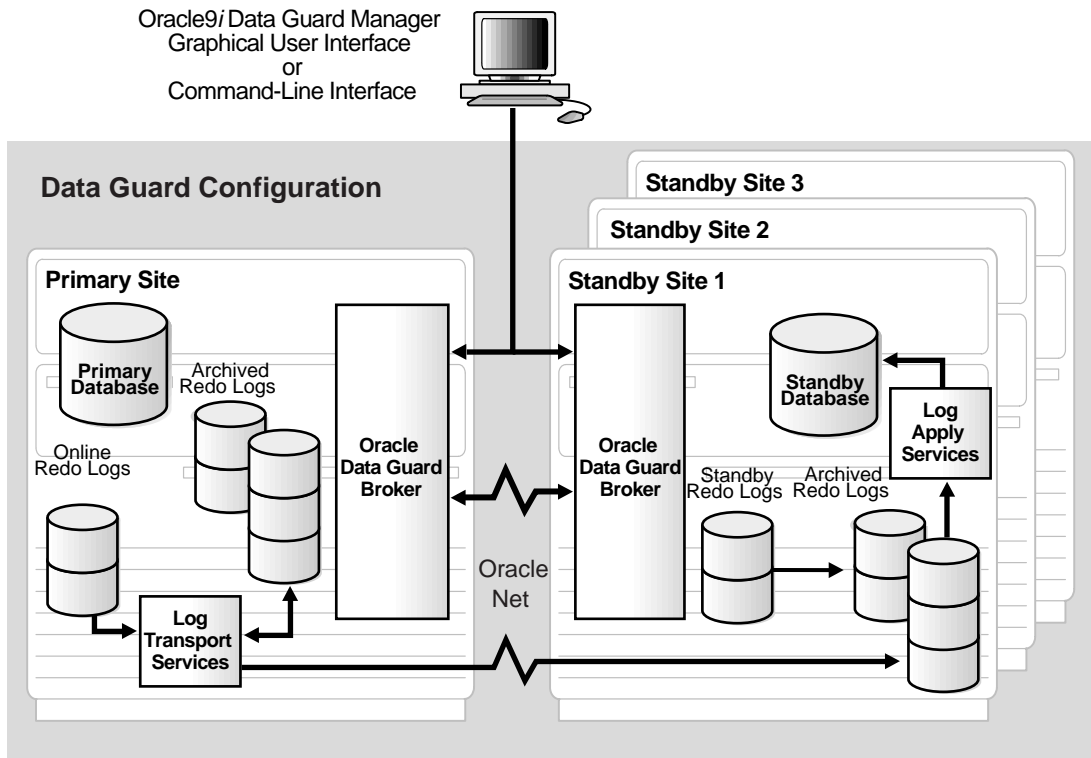 Oracle9i Data Guard Manager
Graphical User Interface
or
Command-Line Interface
Data Guard Configuration
Standby Site 3
Standby Site 2
Primary Site
Standby Site 1
Primary
Database
Archived
Redo Logs
Online
Redo Logs
Oracle
Data Guard
Broker
Log
Transport
Services
Oracle
Net
Oracle
Data Guard
Broker
Standby
Database
Log
Apply
Services
Standby
Redo Logs
Archived
Redo Logs